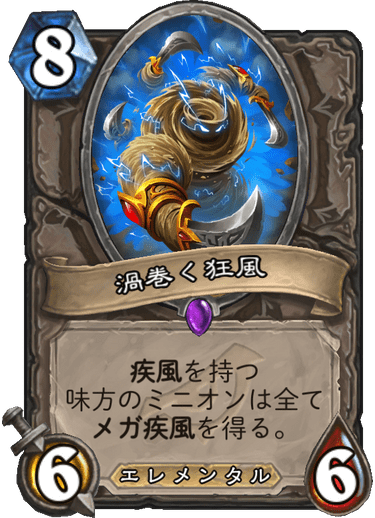 8
渦巻く狂風
疾風を持つ
味方のミニオンは全て
メガ疾風を得る。
6
エレメンタル
6